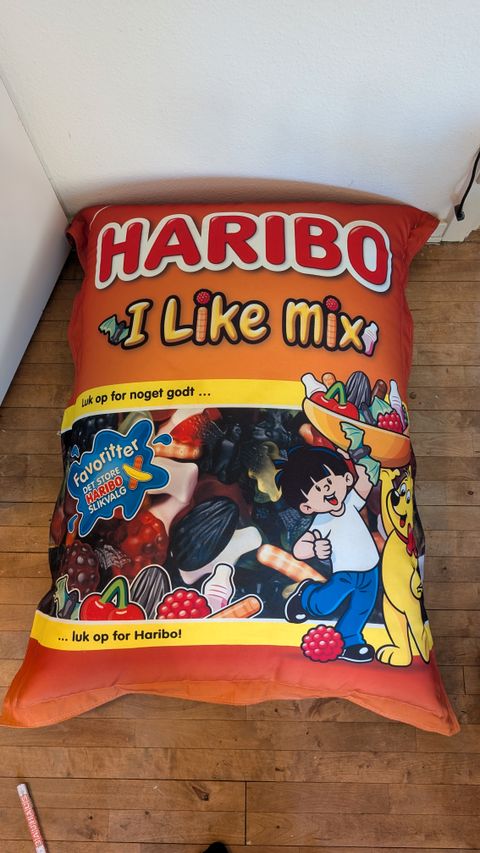 HARIBO
I Like mix
Luk op for noget godt ...
Favoritter
DET STORE
HARIBO
SLIKVALG
... luk op for Haribo!